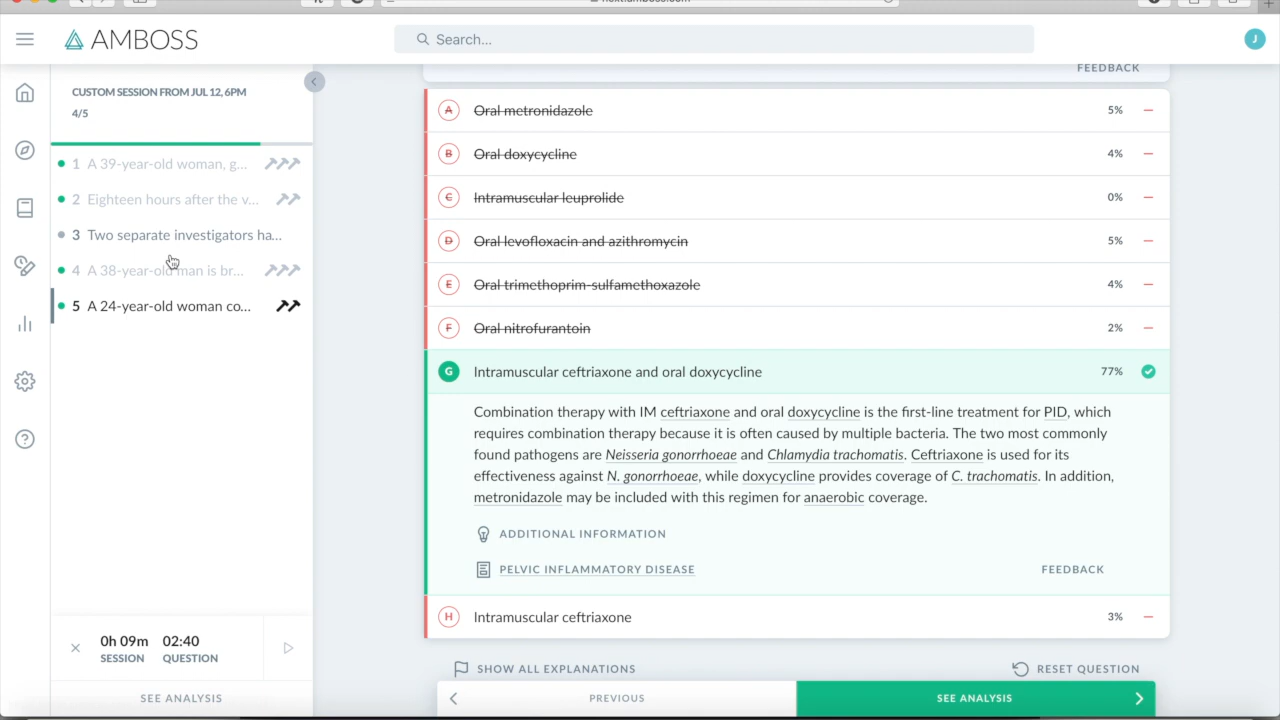 AMBOSS
Search...
J
CUSTOM SESSION FROM JUL 12, 6PM
4/5
1 A 39-year-old woman, g...
2 Eighteen hours after the v...
3 Two separate investigators ha...
4 A 38-year-old man is br...
5 A 24-year-old woman co...
0h 09m 02:40
SESSION QUESTION
SEE ANALYSIS
FEEDBACK
A Oral metronidazole 5%
B Oral doxycycline 4%
C Intramuscular leuprolide 0%
D Oral levofloxacin and azithromycin 5%
E Oral trimethoprim-sulfamethoxazole 4%
F Oral nitrofurantoin 2%
G Intramuscular ceftriaxone and oral doxycycline 77%
Combination therapy with IM ceftriaxone and oral doxycycline is the first-line treatment for PID, which
requires combination therapy because it is often caused by multiple bacteria. The two most commonly
found pathogens are Neisseria gonorrhoeae and Chlamydia trachomatis. Ceftriaxone is used for its
effectiveness against N. gonorrhoeae, while doxycycline provides coverage of C. trachomatis. In addition,
metronidazole may be included with this regimen for anaerobic coverage.
ADDITIONAL INFORMATION
PELVIC INFLAMMATORY DISEASE FEEDBACK
H Intramuscular ceftriaxone 3%
SHOW ALL EXPLANATIONS RESET QUESTION
PREVIOUS SEE ANALYSIS